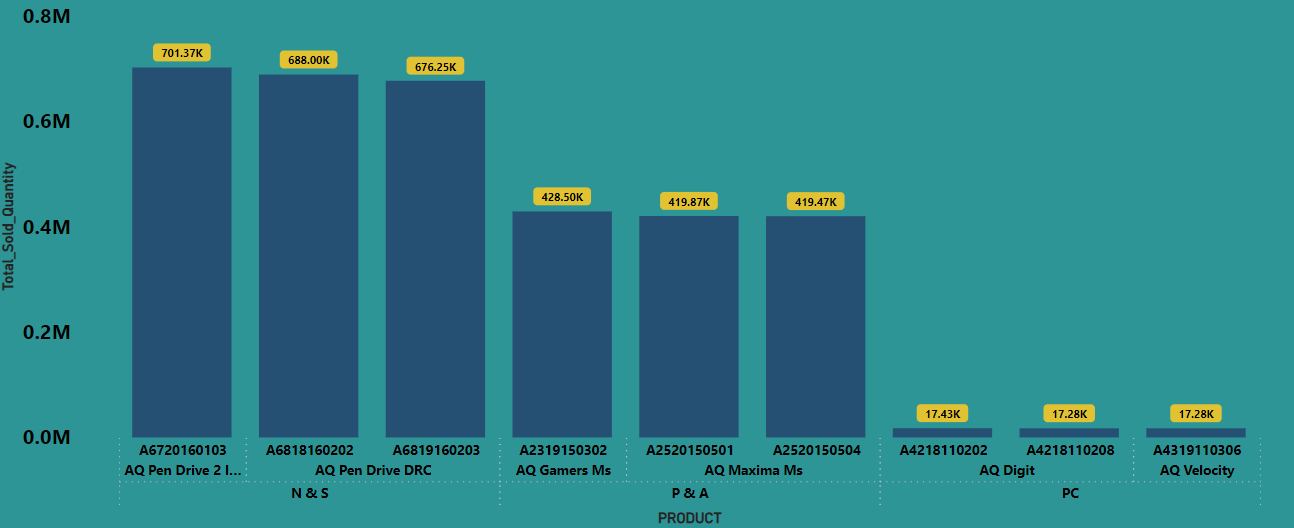 0.8M
0.6M
0.4M
0.2M
0.0M
Total_Sold_Quantity
701.37K
688.00K
676.25K
428.50K
419.87K
419.47K
17.43K
17.28K
17.28K
A6720160103 A6818160202 A6819160203 A2319150302 A2520150501 A2520150504 A4218110202 A4218110208 A4319110306
AQ Pen Drive 2 I... AQ Pen Drive DRC AQ Gamers Ms AQ Maxima Ms AQ Digit AQ Velocity
N & S P & A PC
PRODUCT